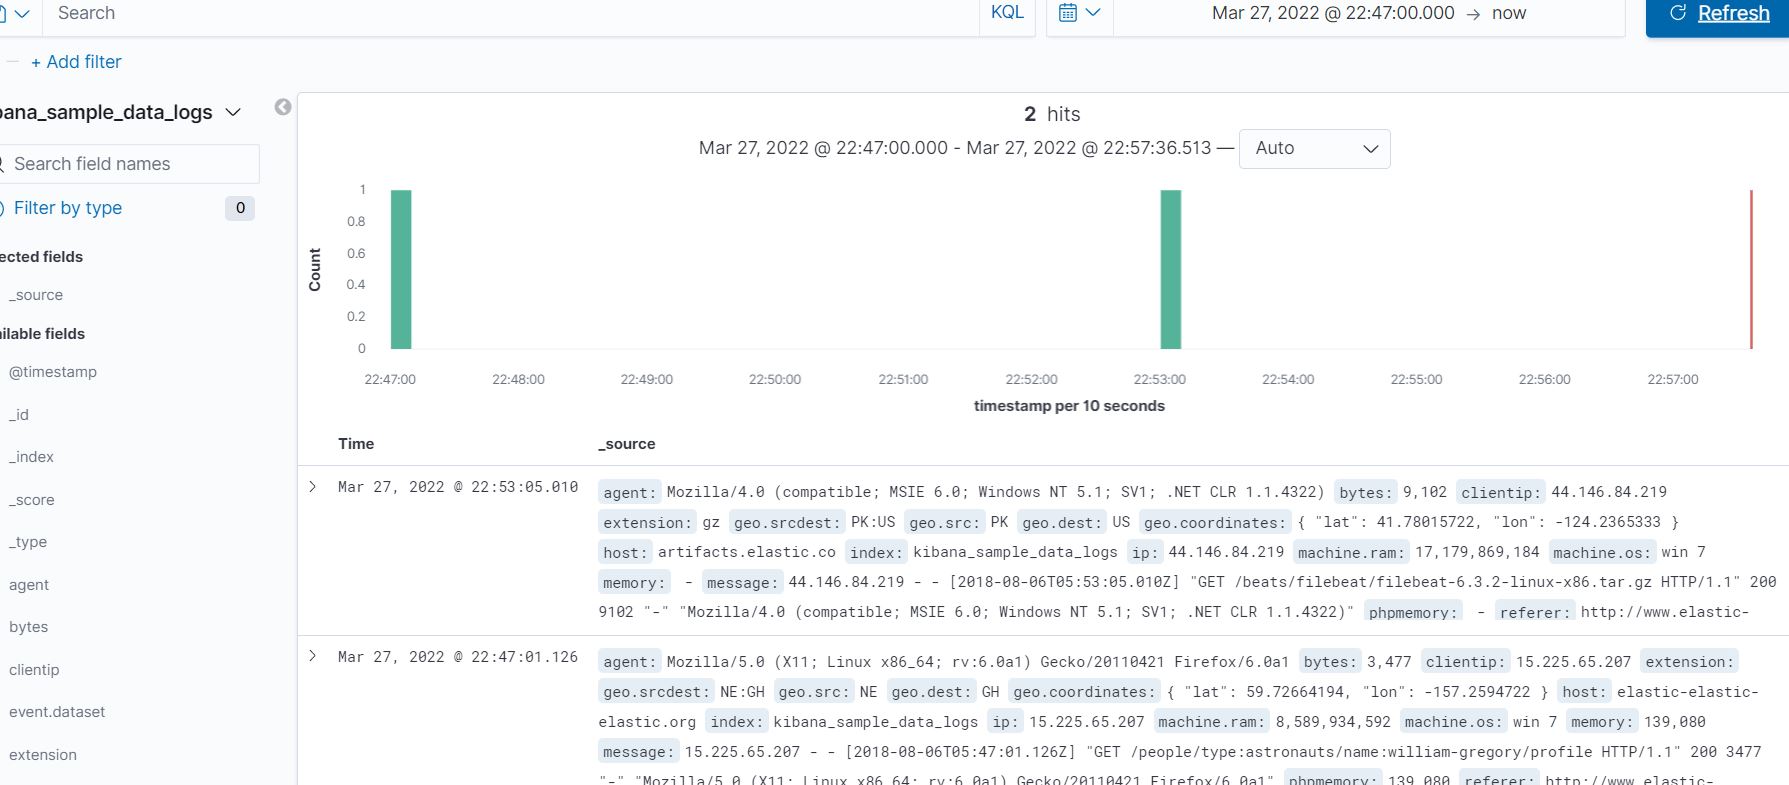 Search KQL Mar 27, 2022 @ 22:47:00.000 → now Refresh
+ Add filter
bana_sample_data_logs
Search field names
Filter by type 0
ected fields
_source
ilable fields
@timestamp
_id
_index
_score
_type
agent
bytes
clientip
event.dataset
extension
2 hits
Mar 27, 2022 @ 22:47:00.000 - Mar 27, 2022 @ 22:57:36.513 — Auto
Count
1
0.8
0.6
0.4
0.2
0
22:47:00 22:48:00 22:49:00 22:50:00 22:51:00 22:52:00 22:53:00 22:54:00 22:55:00 22:56:00 22:57:00
timestamp per 10 seconds
Time _source
Mar 27, 2022 @ 22:53:05.010 agent: Mozilla/4.0 (compatible; MSIE 6.0; Windows NT 5.1; SV1; .NET CLR 1.1.4322) bytes: 9,102 clientip: 44.146.84.219
extension: gz geo.srcdest: PK:US geo.src: PK geo.dest: US geo.coordinates: { "lat": 41.78015722, "lon": -124.2365333 }
host: artifacts.elastic.co index: kibana_sample_data_logs ip: 44.146.84.219 machine.ram: 17,179,869,184 machine.os: win 7
memory: - message: 44.146.84.219 - - [2018-08-06T05:53:05.010Z] "GET /beats/filebeat/filebeat-6.3.2-linux-x86.tar.gz HTTP/1.1" 200
9102 "-" "Mozilla/4.0 (compatible; MSIE 6.0; Windows NT 5.1; SV1; .NET CLR 1.1.4322)" phpmemory: - referer: http://www.elastic-
Mar 27, 2022 @ 22:47:01.126 agent: Mozilla/5.0 (X11; Linux x86_64; rv:6.0a1) Gecko/20110421 Firefox/6.0a1 bytes: 3,477 clientip: 15.225.65.207 extension:
geo.srcdest: NE:GH geo.src: NE geo.dest: GH geo.coordinates: { "lat": 59.72664194, "lon": -157.2594722 } host: elastic-elastic-
elastic.org index: kibana_sample_data_logs ip: 15.225.65.207 machine.ram: 8,589,934,592 machine.os: win 7 memory: 139,080
message: 15.225.65.207 - - [2018-08-06T05:47:01.126Z] "GET /people/type:astronauts/name:william-gregory/profile HTTP/1.1" 200 3477
"-" "Mozilla/5.0 (X11; Linux x86_64; rv:6.0a1) Gecko/20110421 Firefox/6.0a1" phpmemory: 139,080 referer: http://www.elastic-